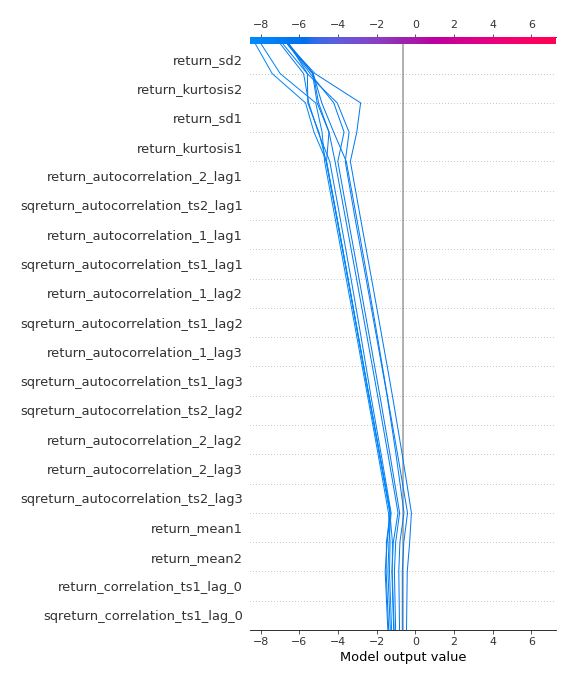 −8 −6 −4 −2 0 2 4 6
return_sd2
return_kurtosis2
return_sd1
return_kurtosis1
return_autocorrelation_2_lag1
sqreturn_autocorrelation_ts2_lag1
return_autocorrelation_1_lag1
sqreturn_autocorrelation_ts1_lag1
return_autocorrelation_1_lag2
sqreturn_autocorrelation_ts1_lag2
return_autocorrelation_1_lag3
sqreturn_autocorrelation_ts1_lag3
sqreturn_autocorrelation_ts2_lag2
return_autocorrelation_2_lag2
return_autocorrelation_2_lag3
sqreturn_autocorrelation_ts2_lag3
return_mean1
return_mean2
return_correlation_ts1_lag_0
sqreturn_correlation_ts1_lag_0
−8 −6 −4 −2 0 2 4 6
Model output value